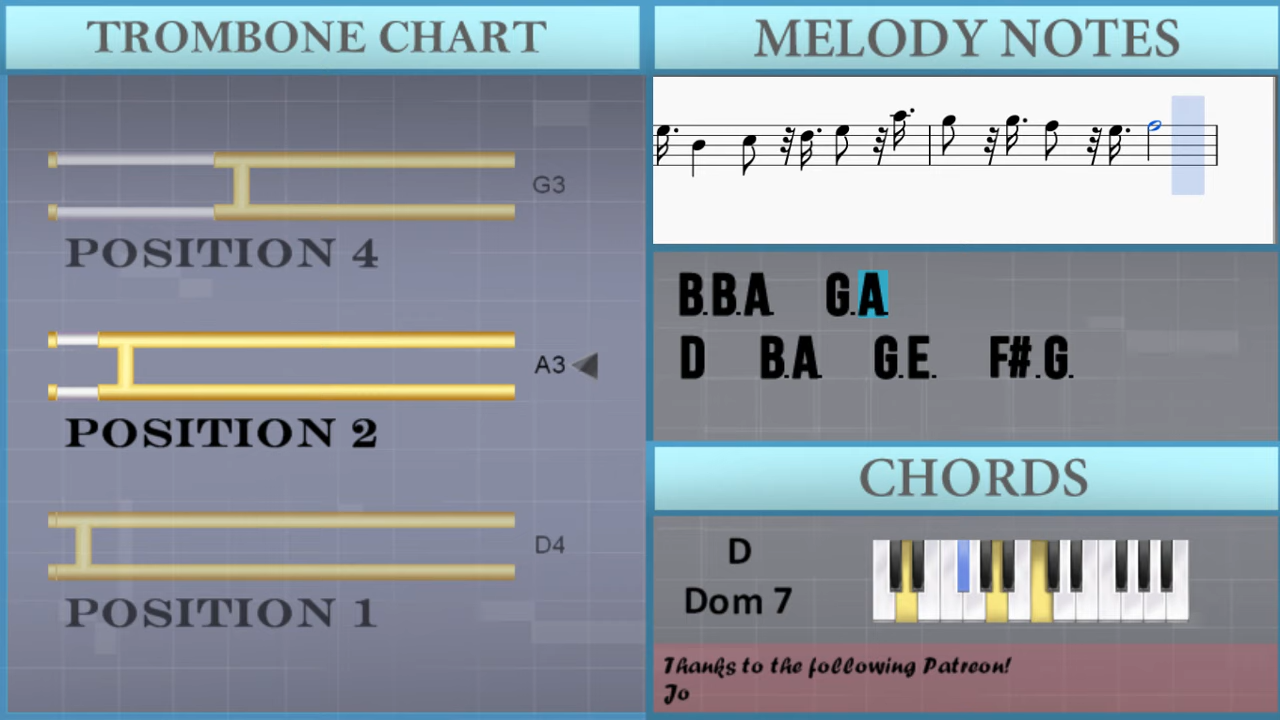 TROMBONE CHART
G3
POSITION 4
A3
POSITION 2
D4
POSITION 1
MELODY NOTES
B.B.A. G.A.
D B.A. G.E. F#.G.
CHORDS
D
Dom 7
Thanks to the following Patreon!
Jo